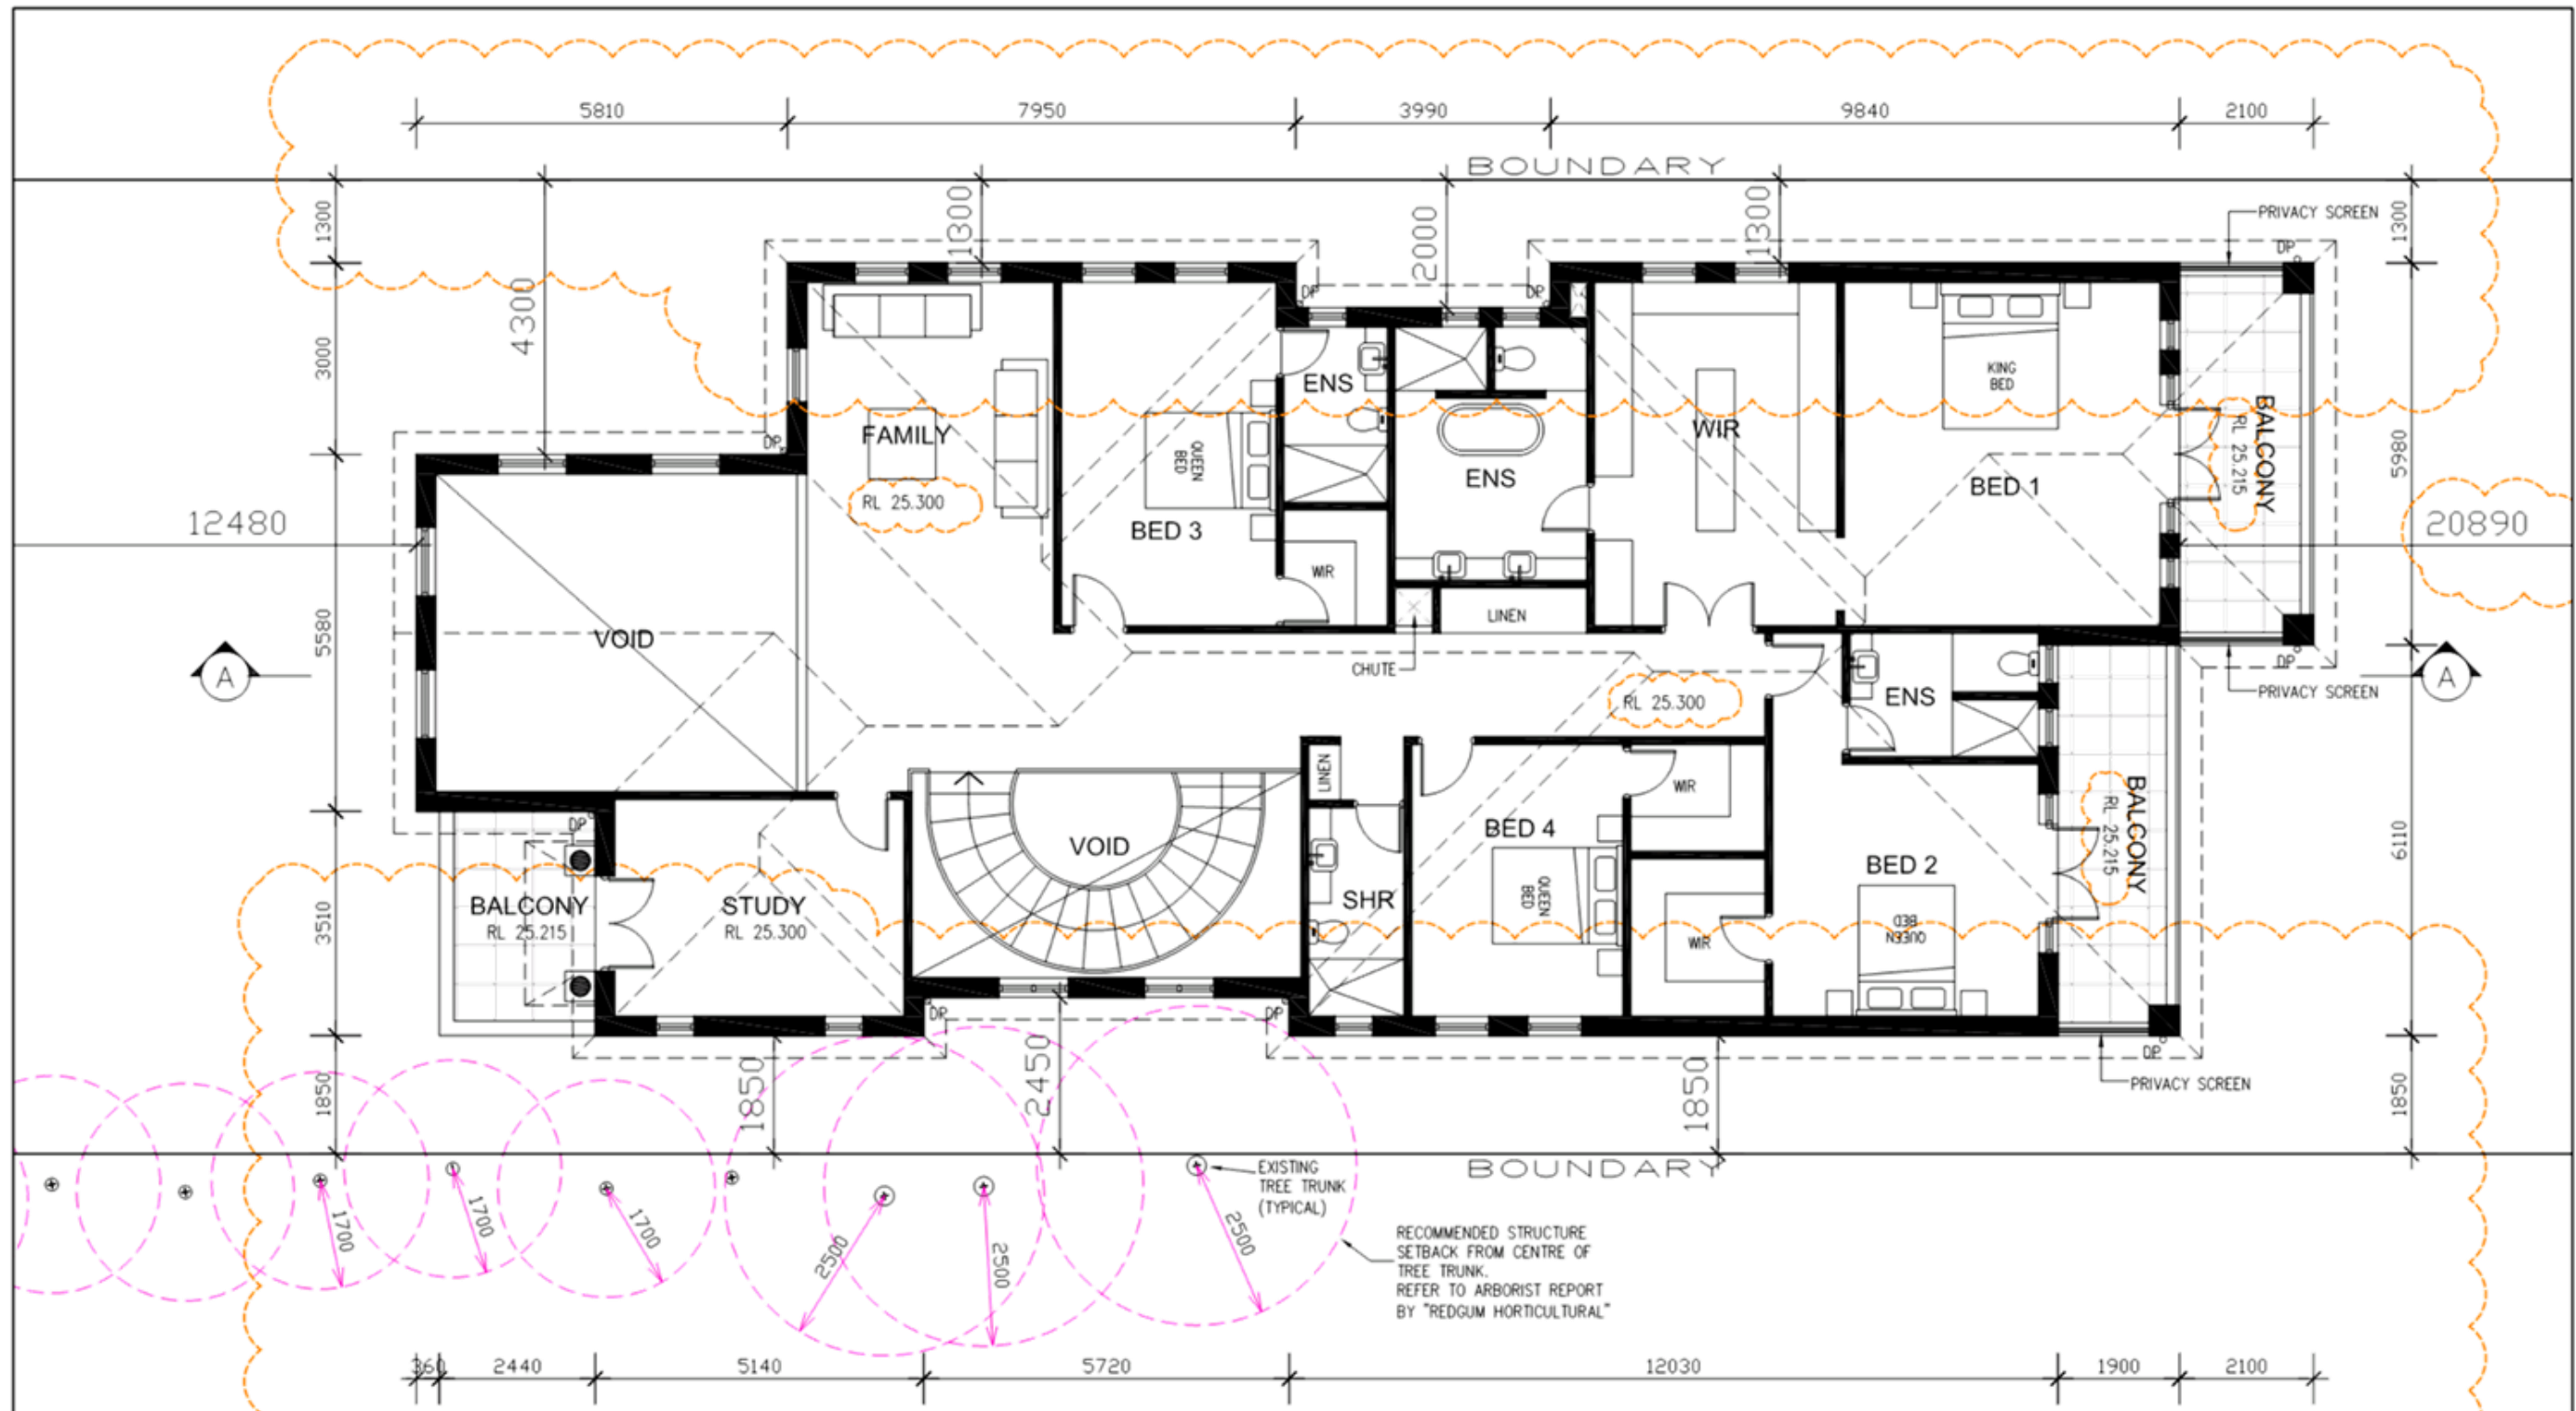 5810 7950 3990 9840 2100
BOUNDARY
1300 4300 1300 2000 1300 1300
PRIVACY SCREEN
DP
DP DP
3000
KING
BED
ENS
FAMILY
RL 25.300
QUEEN
BED
BED 3
WIR
BED 1
BALCONY
RL 25.215
5980
ENS
12480
20890
WIR
LINEN
CHUTE
DP
5580
VOID
A
A
DP
PRIVACY SCREEN
RL 25.300
ENS
LINEN
WIR
BED 4
VOID
BED 2
BALCONY
RL 25.215
6110
DP
BALCONY
RL 25.215
STUDY
RL 25.300
3510
SHR
QUEEN
BED
WIR
QUEEN
BED
DP DP
DP
PRIVACY SCREEN
1850 1850 2450 1850 1850
BOUNDARY
EXISTING
TREE TRUNK
(TYPICAL)
1700 1700 1700 2500 2500 2500
RECOMMENDED STRUCTURE
SETBACK FROM CENTRE OF
TREE TRUNK.
REFER TO ARBORIST REPORT
BY "REDGUM HORTICULTURAL"
360 2440 5140 5720 12030 1900 2100